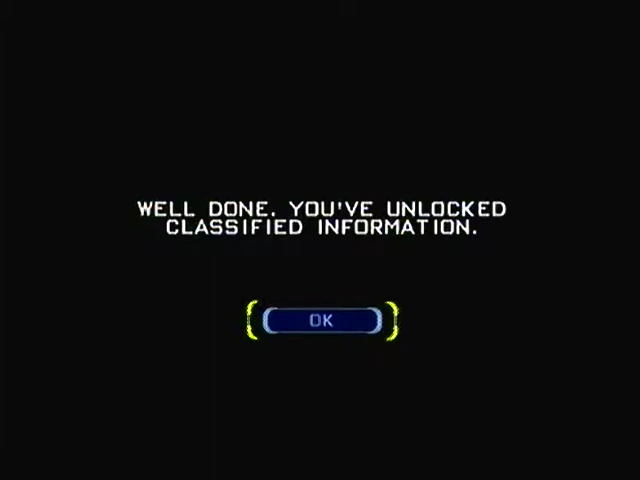 WELL DONE. YOU'VE UNLOCKED
CLASSIFIED INFORMATION.
OK